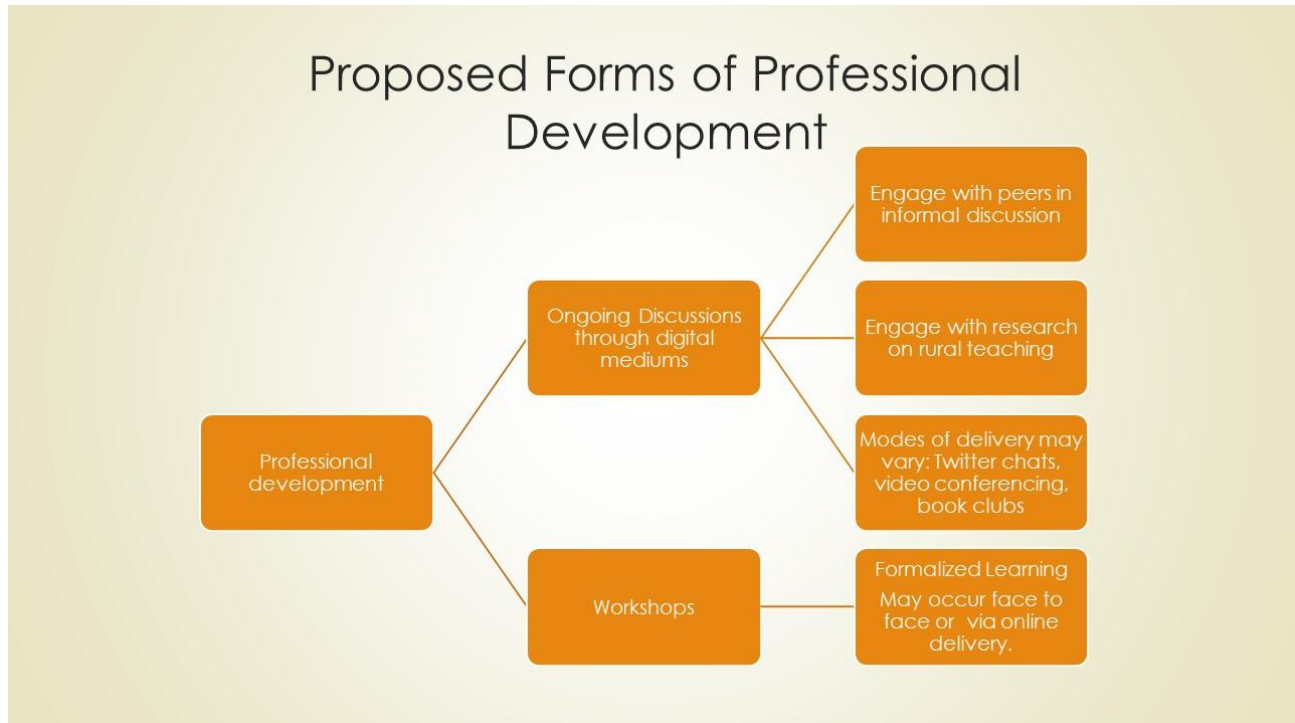 Proposed Forms of Professional
Development
Professional
development
Ongoing Discussions
through digital
mediums
Engage with peers in
informal discussion
Engage with research
on rural teaching
Modes of delivery may
vary: Twitter chats,
video conferencing,
book clubs
Workshops
Formalized Learning
May occur face to
face or  via online
delivery.